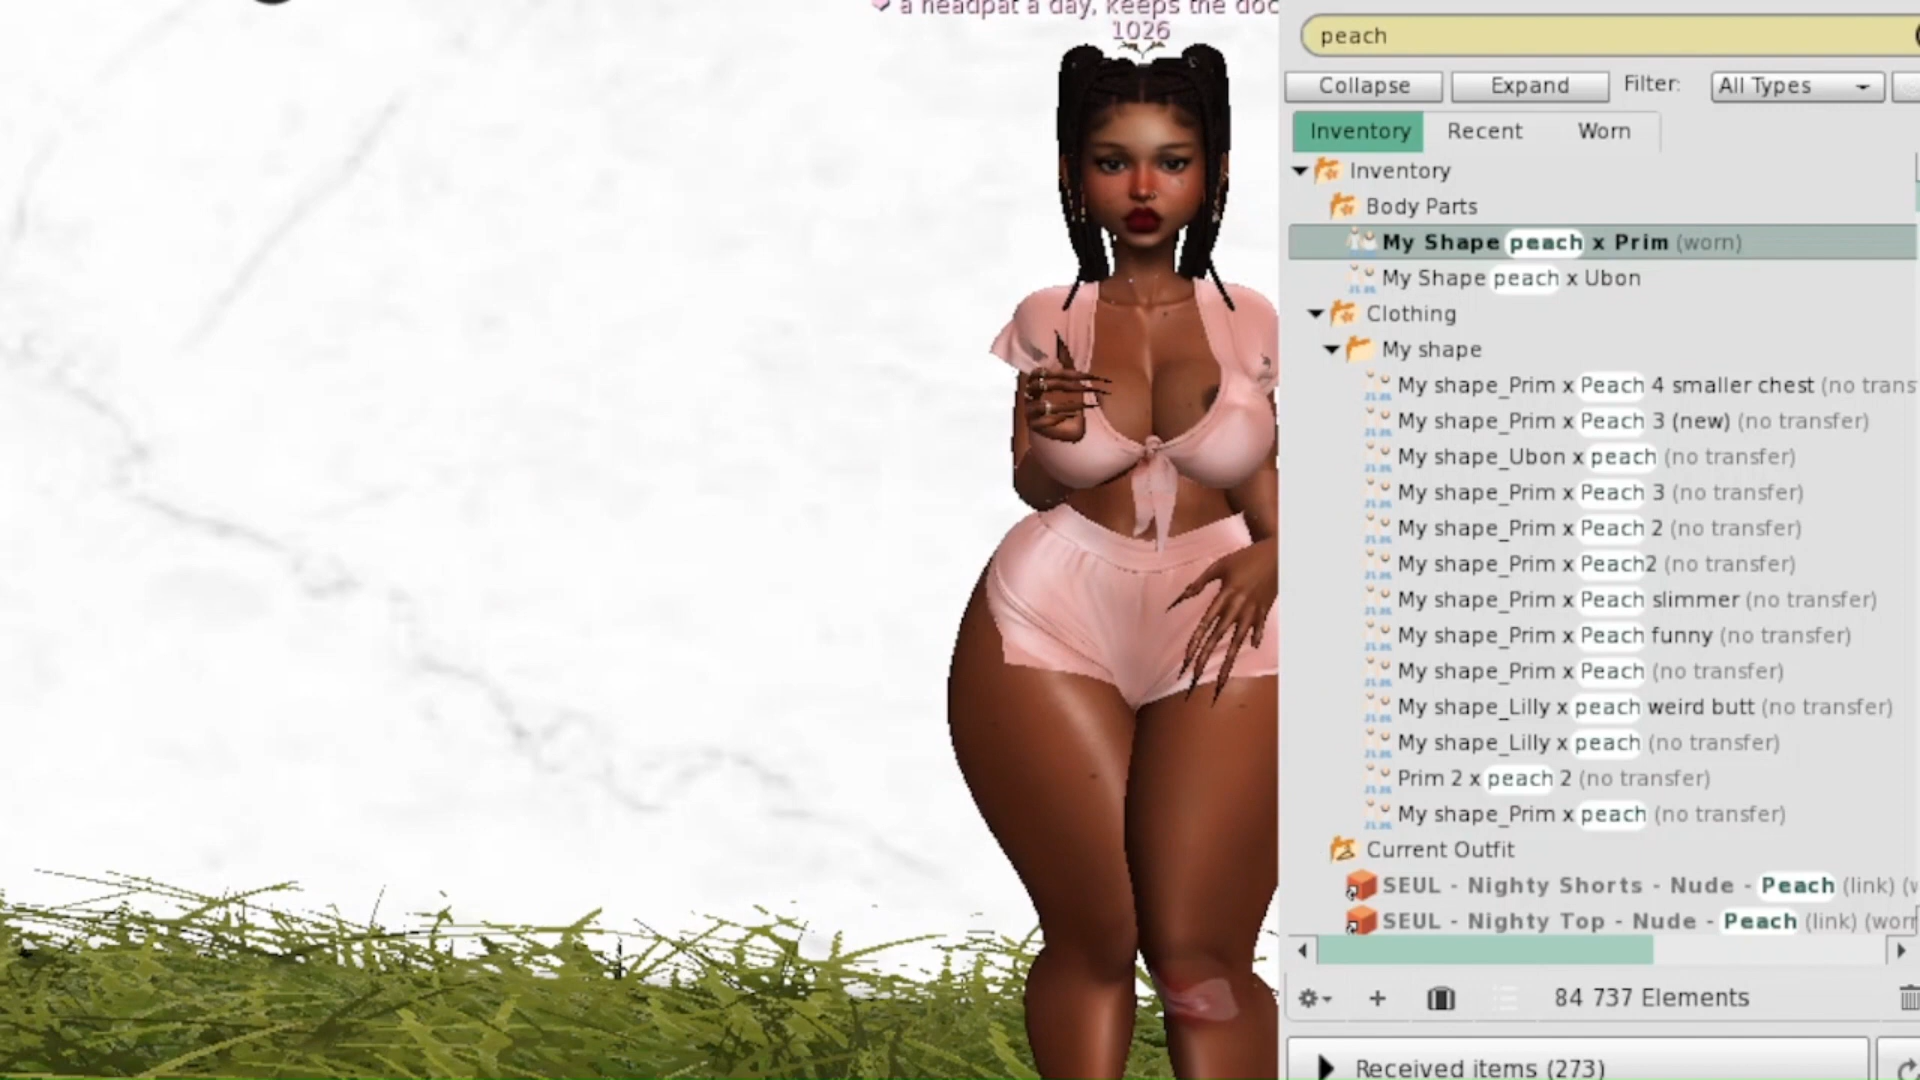 a headpat a day, keeps the doc
1026
peach
Collapse Expand Filter: All Types
Inventory Recent Worn
Inventory
Body Parts
My Shape peach x Prim (worn)
My Shape peach x Ubon
Clothing
My shape
My shape_Prim x Peach 4 smaller chest (no trans
My shape_Prim x Peach 3 (new) (no transfer)
My shape_Ubon x peach (no transfer)
My shape_Prim x Peach 3 (no transfer)
My shape_Prim x Peach 2 (no transfer)
My shape_Prim x Peach2 (no transfer)
My shape_Prim x Peach slimmer (no transfer)
My shape_Prim x Peach funny (no transfer)
My shape_Prim x Peach (no transfer)
My shape_Lilly x peach weird butt (no transfer)
My shape_Lilly x peach (no transfer)
Prim 2 x peach 2 (no transfer)
My shape_Prim x peach (no transfer)
Current Outfit
SEUL - Nighty Shorts - Nude - Peach (link) (w
SEUL - Nighty Top - Nude - Peach (link) (worn
84 737 Elements
Received items (273)